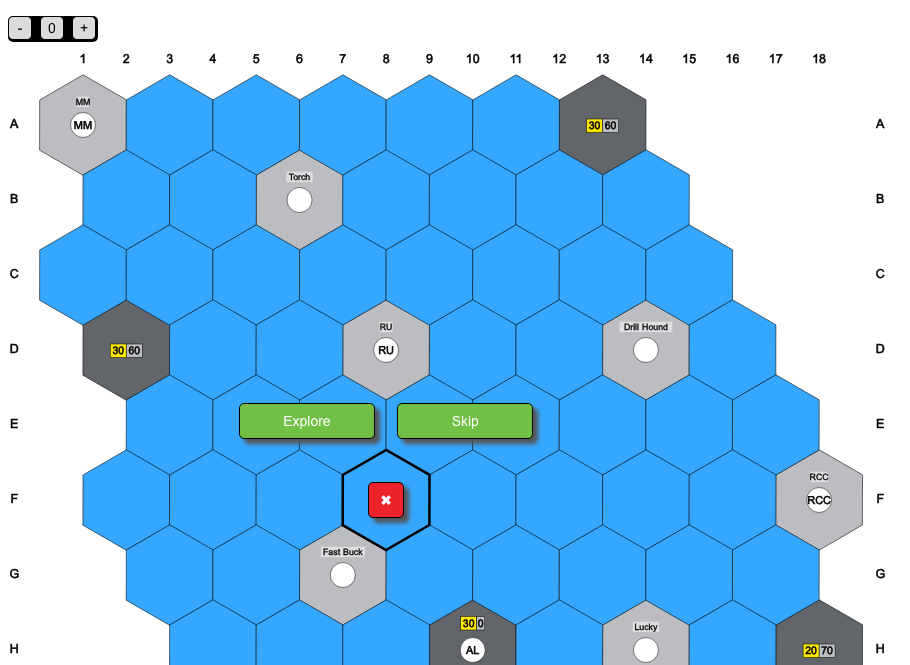 - 0 +
1 2 3 4 5 6 7 8 9 10 11 12 13 14 15 16 17 18
MM
A MM 30 60 A
Torch
B B
C C
RU Drill Hound
D 30 60 RU D
E Explore Skip E
RCC
F ✖ RCC F
Fast Buck
G G
30 0 Lucky
H AL 20 70 H